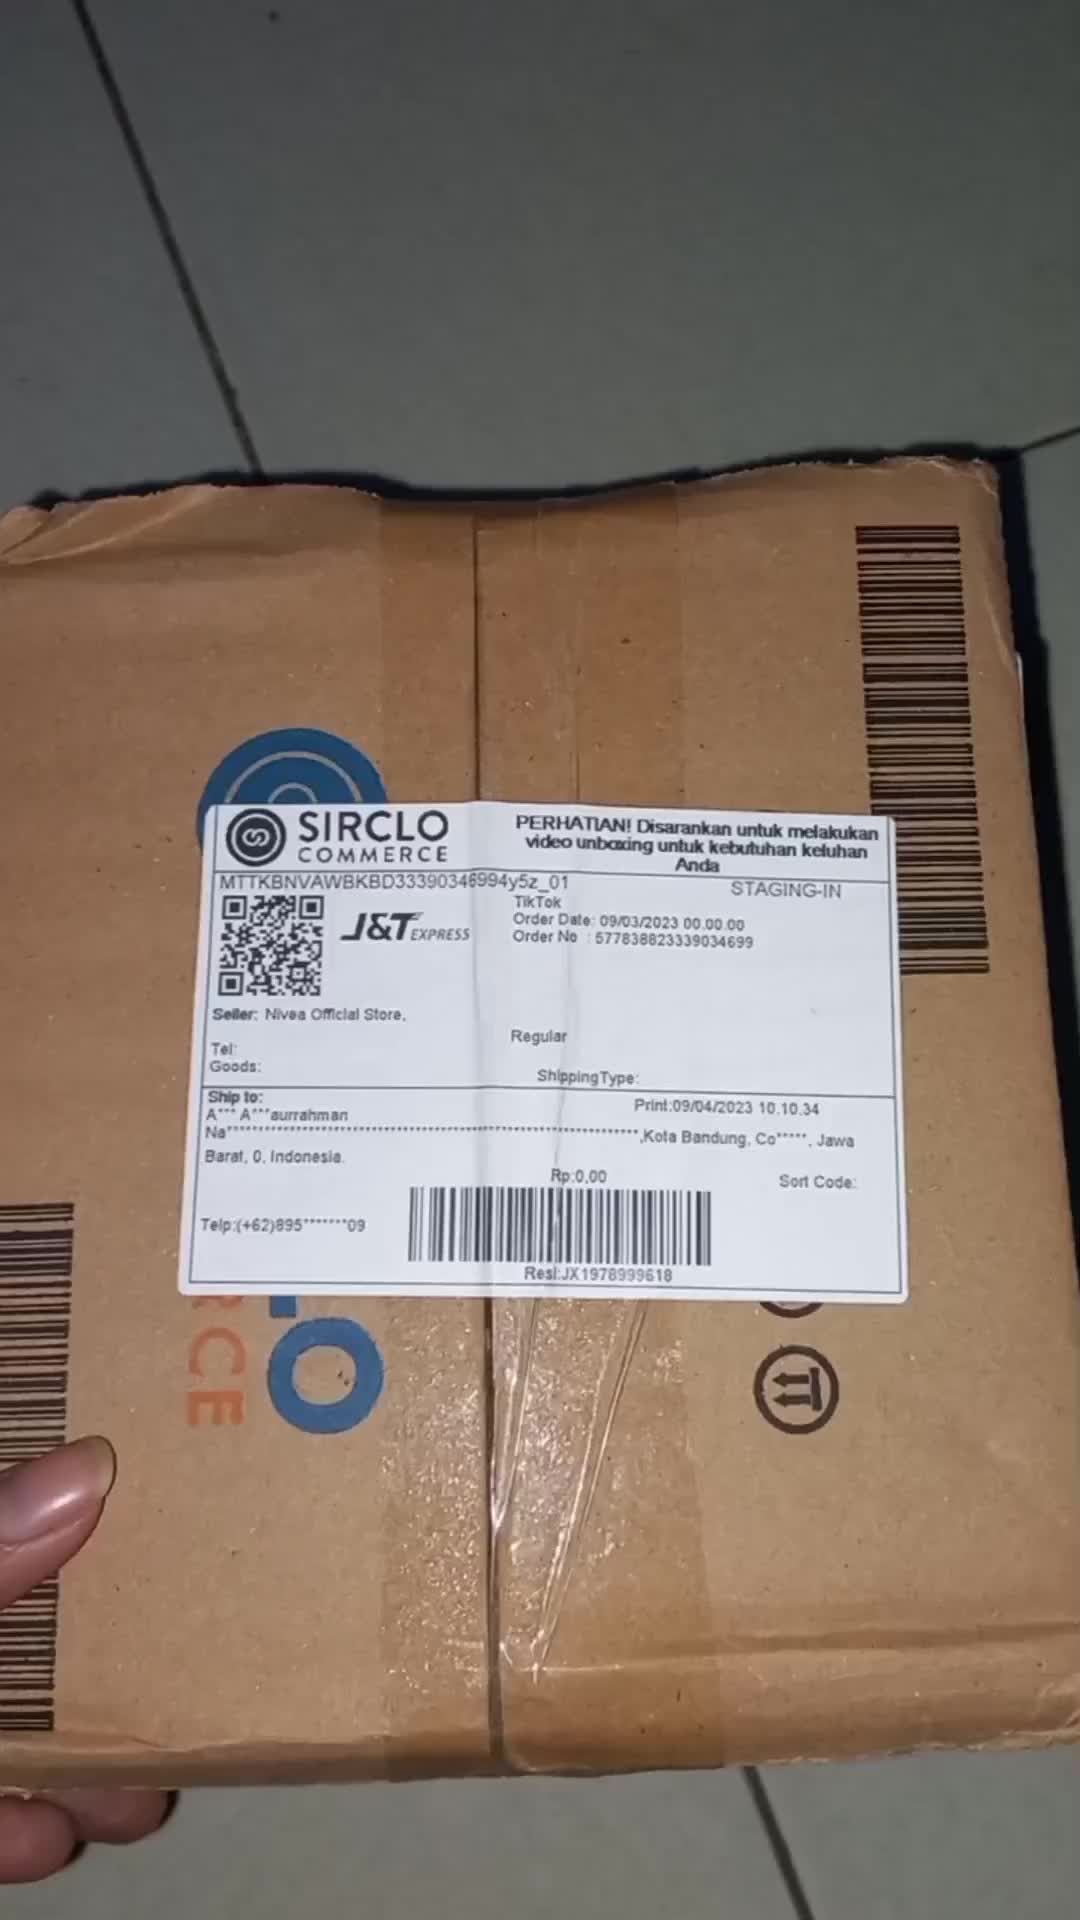 SIRCLO
COMMERCE
PERHATIAN! Disarankan untuk melakukan
video unboxing untuk kebutuhan keluhan
Anda
MTTKBNVAWBKBD33390346994y5z_01
STAGING-IN
TikTok
Order Date: 09/03/2023 00.00.00
Order No : 577838823339034699
J&T EXPRESS
Seller: Nivea Official Store,
Regular
Tel:
Goods:
ShippingType:
Ship to:
Print:09/04/2023 10.10.34
A*** A***aurrahman
Na***,Kota Bandung, Co*****, Jawa
Barat, 0, Indonesia.
Rp:0,00
Sort Code:
Telp:(+62)895*******09
Resi:JX1978999618
O
RCE